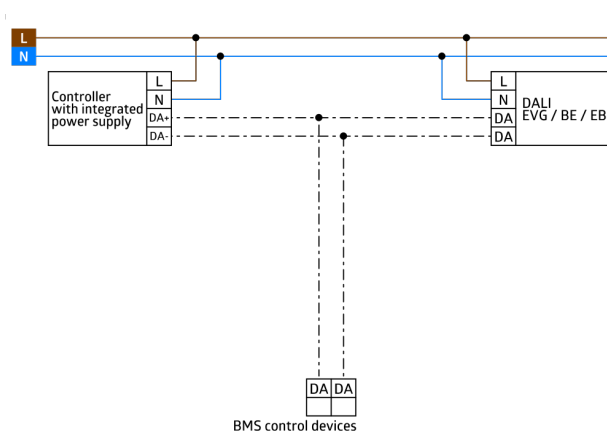 L
N
Controller
with integrated
power supply
L
N
DA+
DA-
L
N
DA
DA
DALI
EVG / BE / EB
DA DA
BMS control devices